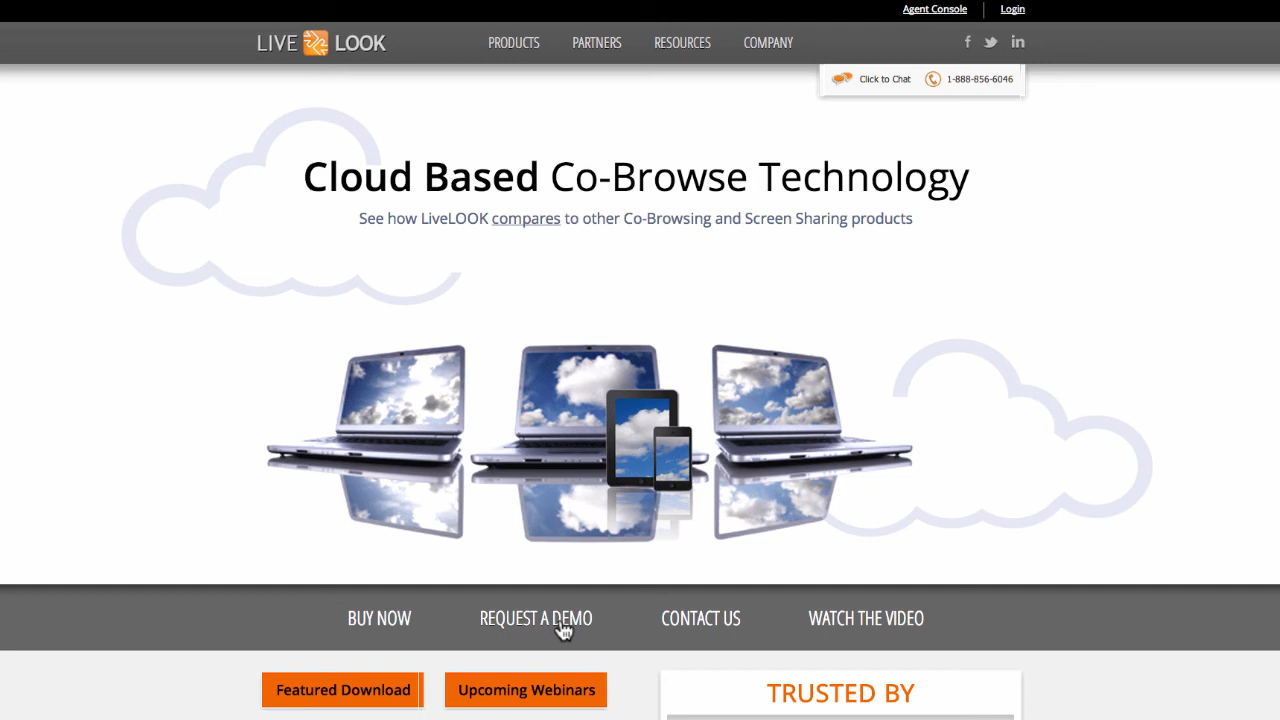 Agent Console Login
LIVE LOOK PRODUCTS PARTNERS RESOURCES COMPANY
Click to Chat 1-888-856-6046
Cloud Based Co-Browse Technology
See how LiveLOOK compares to other Co-Browsing and Screen Sharing products
BUY NOW REQUEST A DEMO CONTACT US WATCH THE VIDEO
Featured Download Upcoming Webinars TRUSTED BY